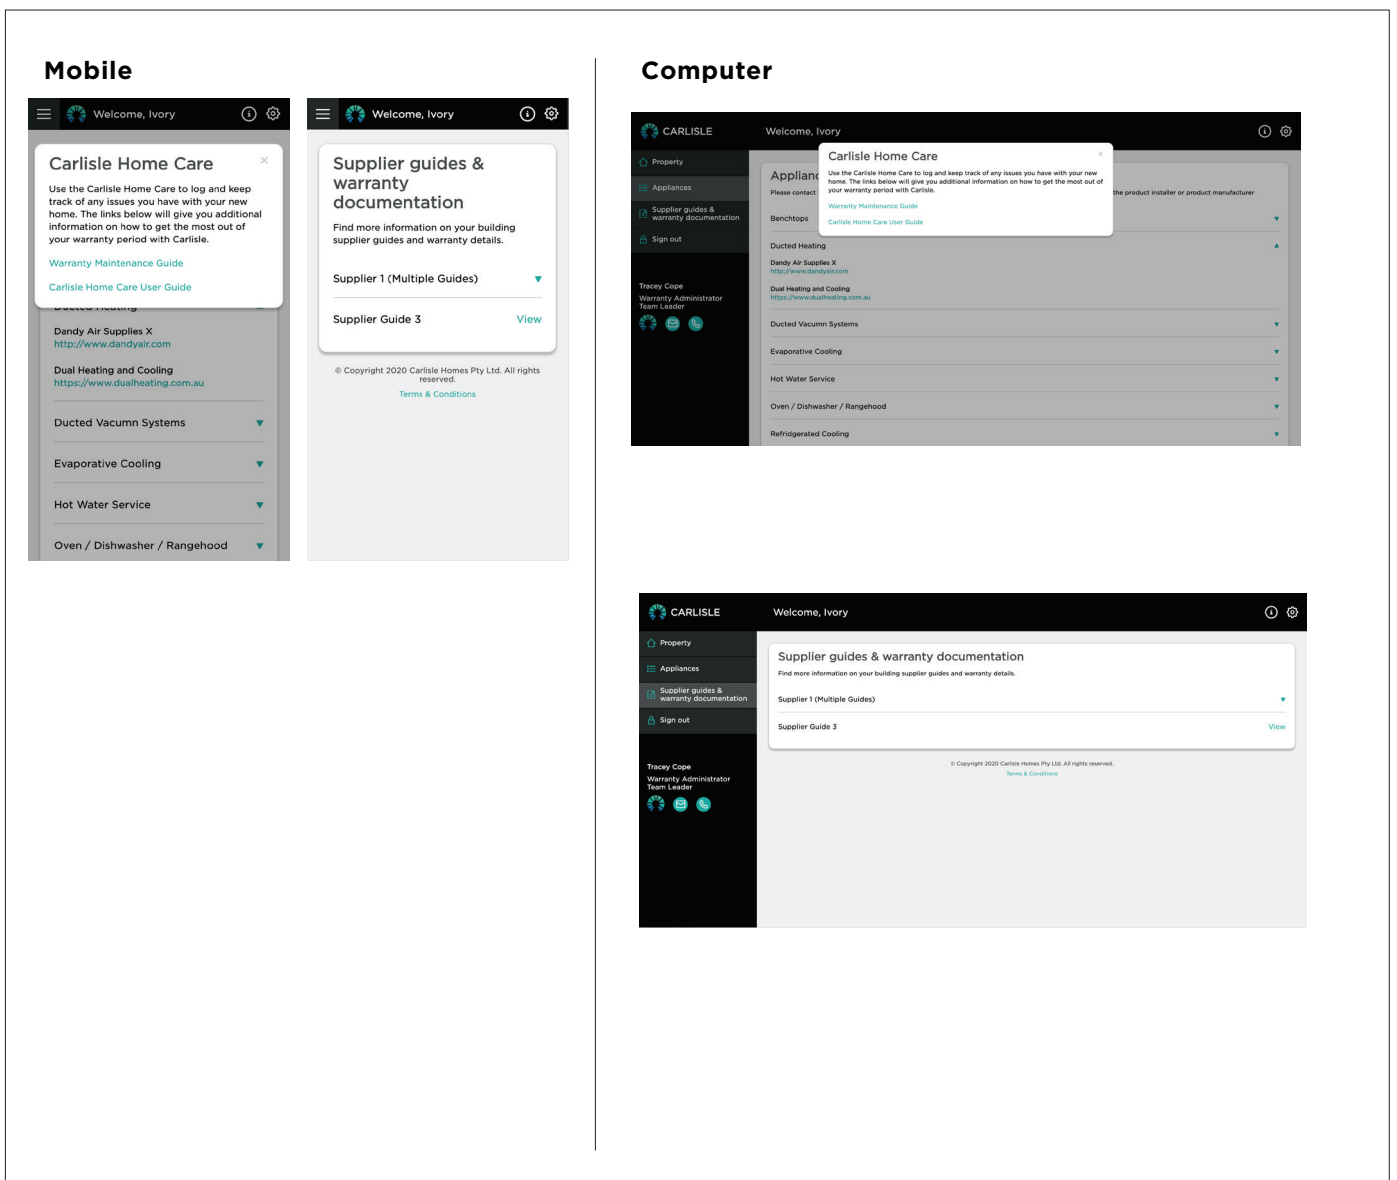 Mobile
Welcome, Ivory
Carlisle Home Care
×
Use the Carlisle Home Care to log and keep
track of any issues you have with your new
home. The links below will give you additional
information on how to get the most out of
your warranty period with Carlisle.
Warranty Maintenance Guide
Carlisle Home Care User Guide
Ducted Heating
Dandy Air Supplies X
http://www.dandyair.com
Dual Heating and Cooling
https://www.dualheating.com.au
Ducted Vacumn Systems
Evaporative Cooling
Hot Water Service
Oven / Dishwasher / Rangehood
Welcome, Ivory
Supplier guides &
warranty
documentation
Find more information on your building
supplier guides and warranty details.
Supplier 1 (Multiple Guides)
Supplier Guide 3 View
© Copyright 2020 Carlisle Homes Pty Ltd. All rights
reserved.
Terms & Conditions
Computer
CARLISLE
Welcome, Ivory
Property
Appliances
Supplier guides &
warranty documentation
Sign out
Tracey Cope
Warranty Administrator
Team Leader
Carlisle Home Care
×
Use the Carlisle Home Care to log and keep track of any issues you have with your new
home. The links below will give you additional information on how to get the most out of
your warranty period with Carlisle.
Warranty Maintenance Guide
Carlisle Home Care User Guide
Applianc
Please contact the product installer or product manufacturer
Benchtops
Ducted Heating
Dandy Air Supplies X
http://www.dandyair.com
Dual Heating and Cooling
https://www.dualheating.com.au
Ducted Vacumn Systems
Evaporative Cooling
Hot Water Service
Oven / Dishwasher / Rangehood
Refridgerated Cooling
CARLISLE
Welcome, Ivory
Property
Appliances
Supplier guides &
warranty documentation
Sign out
Tracey Cope
Warranty Administrator
Team Leader
Supplier guides & warranty documentation
Find more information on your building supplier guides and warranty details.
Supplier 1 (Multiple Guides)
Supplier Guide 3 View
© Copyright 2020 Carlisle Homes Pty Ltd. All rights reserved.
Terms & Conditions